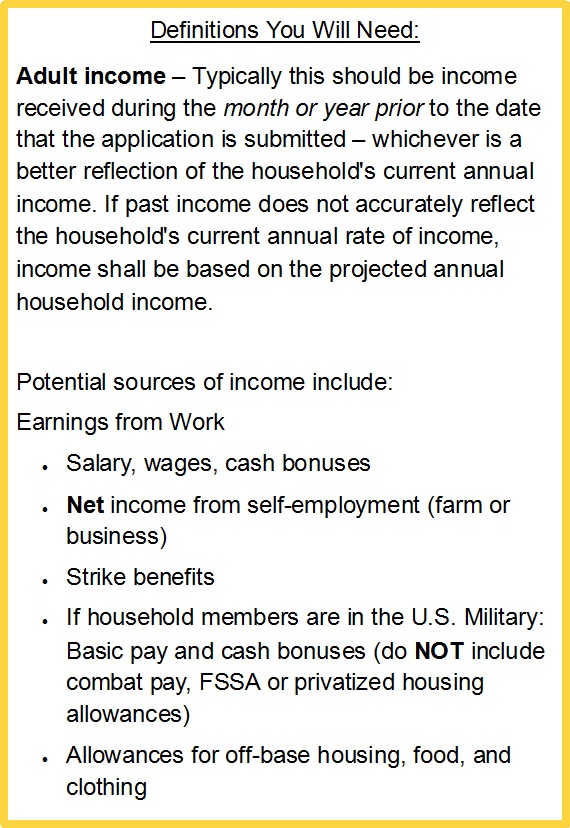 Definitions You Will Need:
Adult income – Typically this should be income
received during the month or year prior to the date
that the application is submitted – whichever is a
better reflection of the household's current annual
income. If past income does not accurately reflect
the household's current annual rate of income,
income shall be based on the projected annual
household income.
Potential sources of income include:
Earnings from Work
• Salary, wages, cash bonuses
• Net income from self-employment (farm or
business)
• Strike benefits
• If household members are in the U.S. Military:
Basic pay and cash bonuses (do NOT include
combat pay, FSSA or privatized housing
allowances)
• Allowances for off-base housing, food, and
clothing